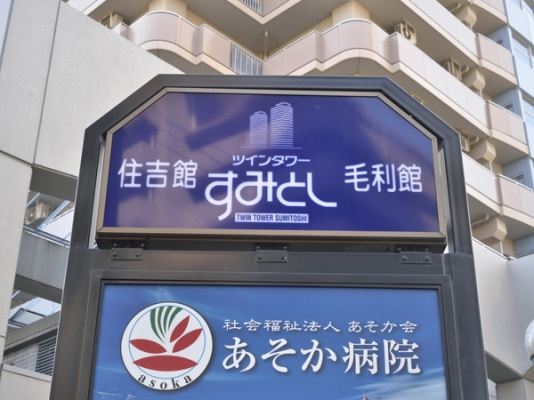 ツインタワー
住吉館 すみとし 毛利館
TWIN TOWER SUMITOSHI
社会福祉法人 あそか会
あそか病院
asoka